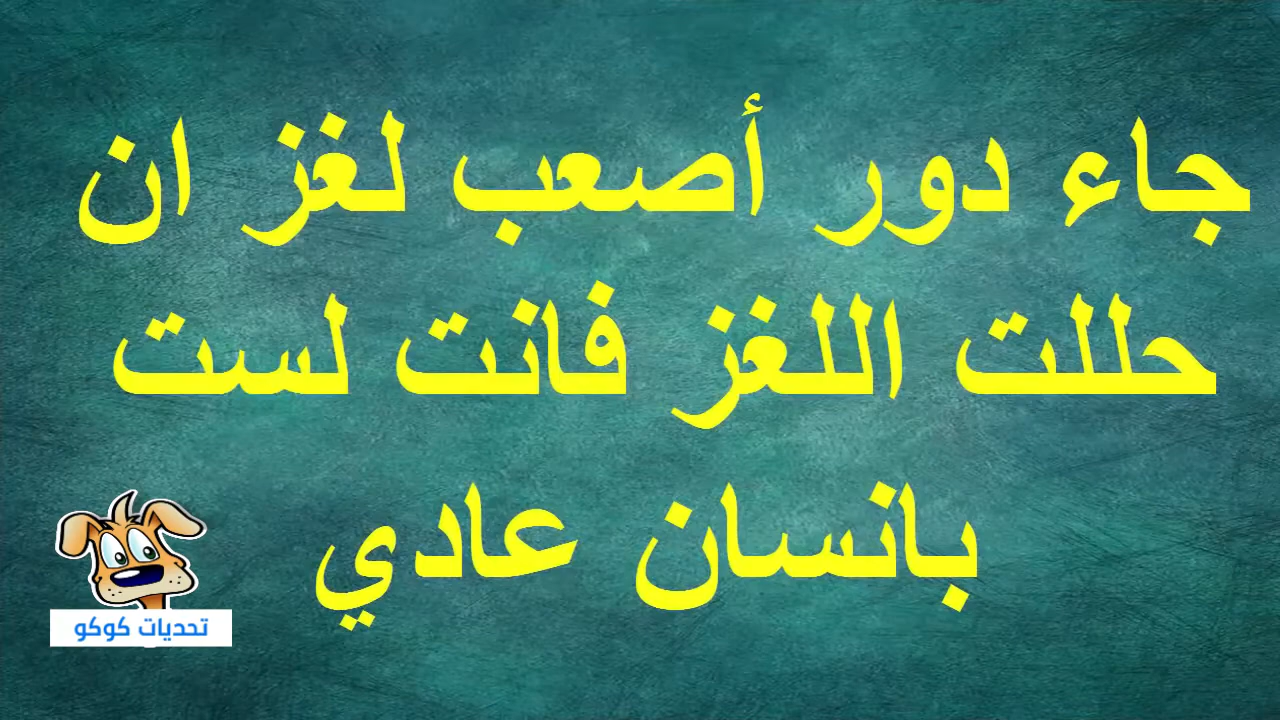 جاء دور أصعب لغز ان
حللت اللغز فانت لست
بانسان عادي
تحديات كوكو